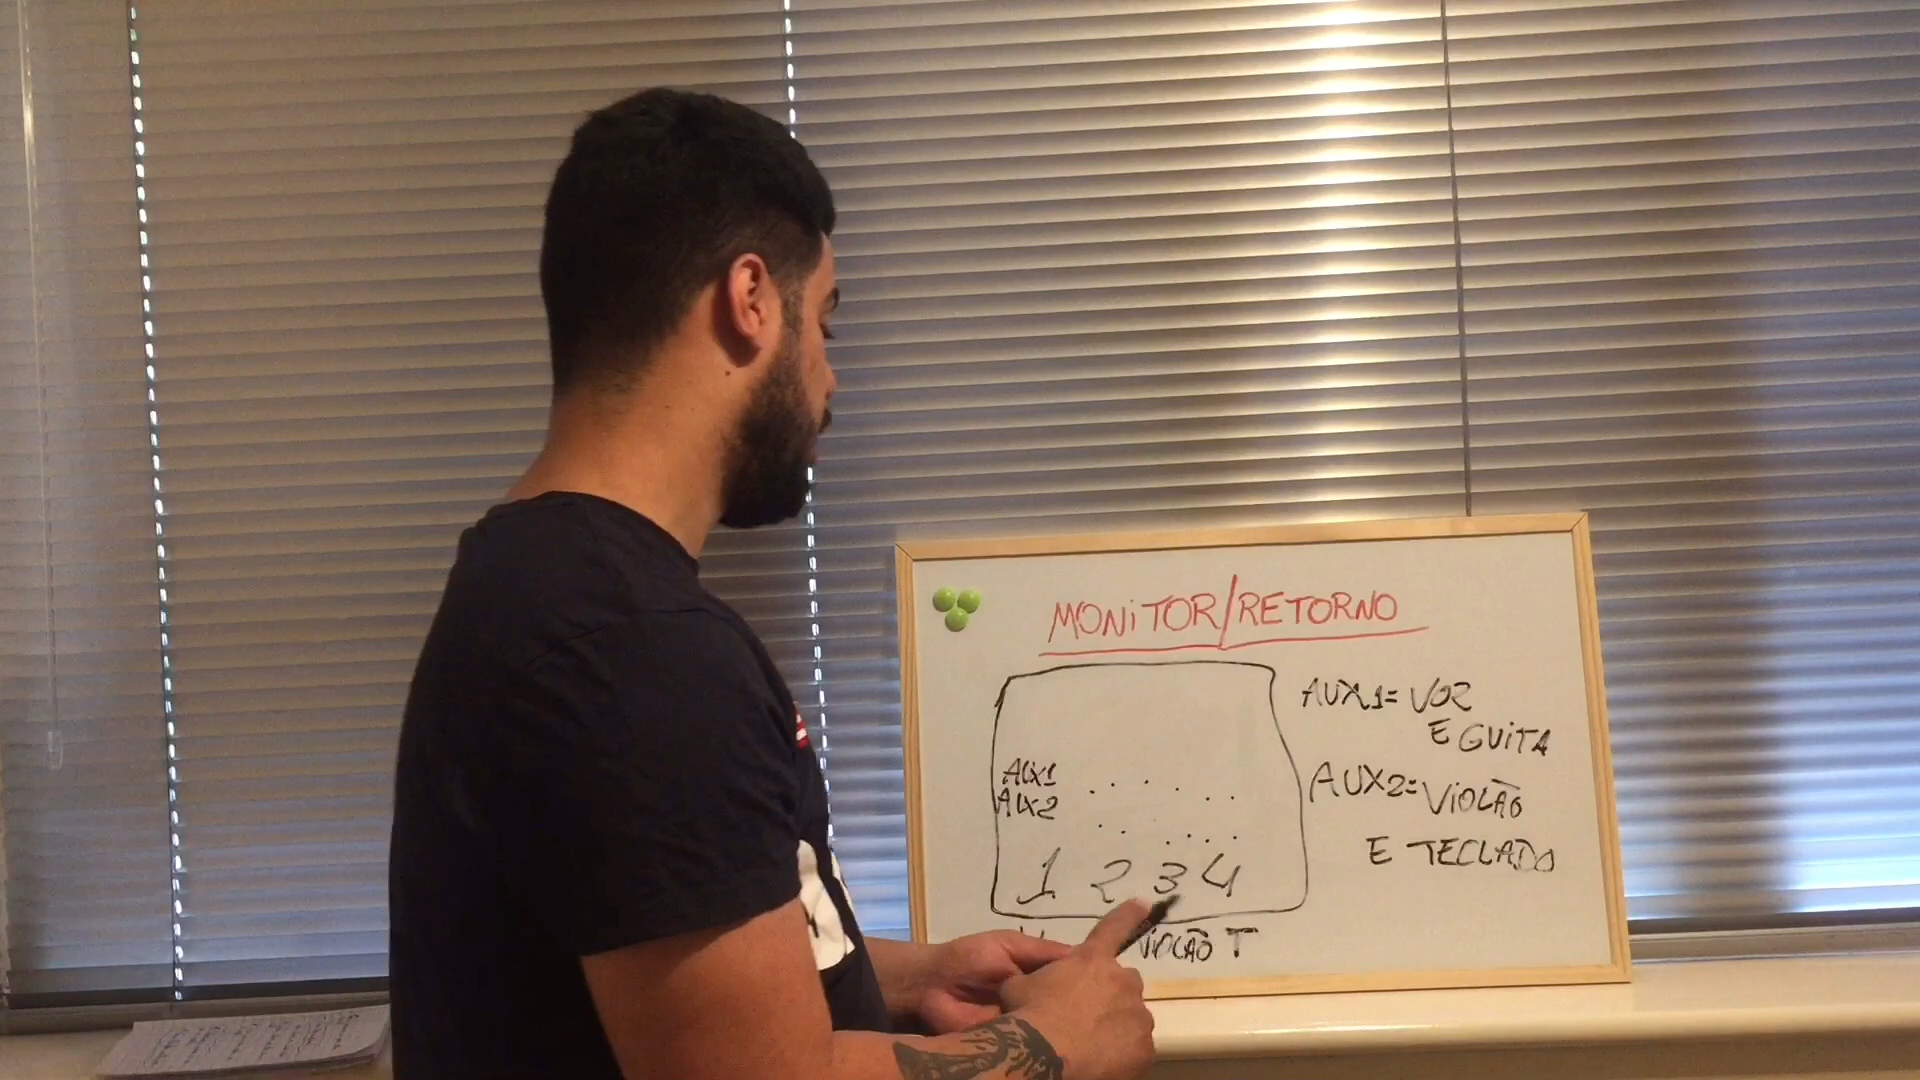 MONITOR/RETORNO
AUX1= VOZ
E GUITA
AUX2= VIOLÃO
E TECLADO
AUX1
AUX2
1 2 3 4
VIOLÃO T